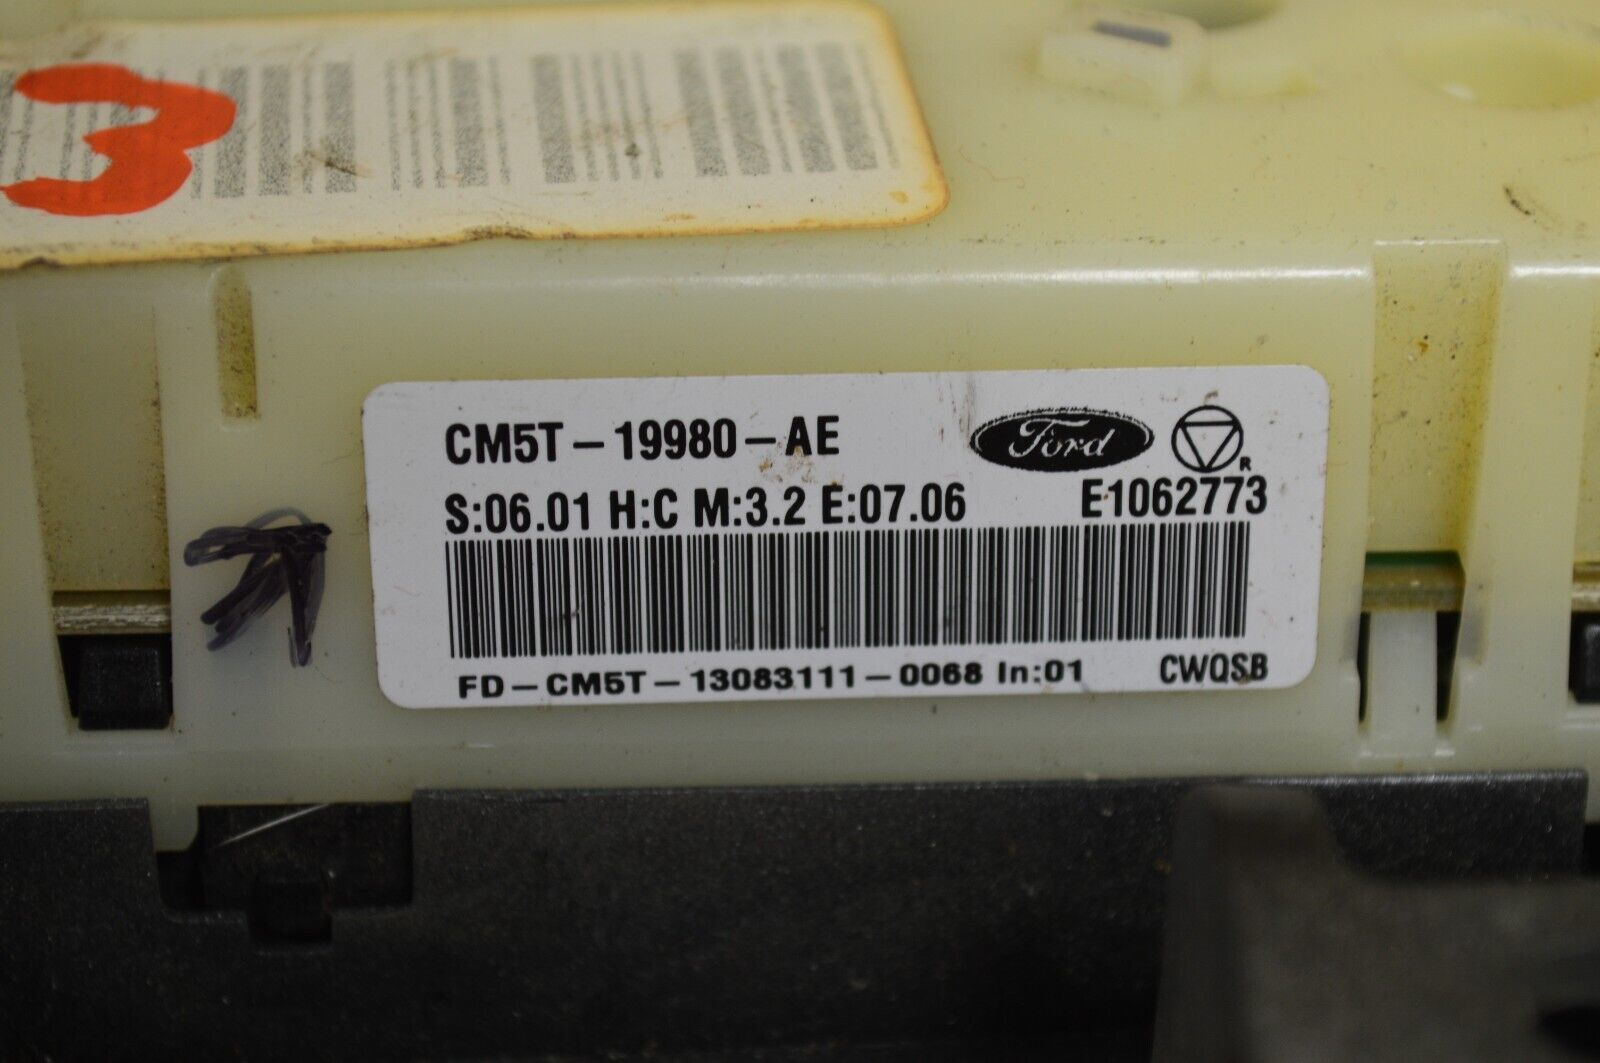 CM5T-19980-AE Ford
R
S:06.01 H:C M:3.2 E:07.06 E1062773
FD-CM5T-13083111-0068 In:01 CWQSB